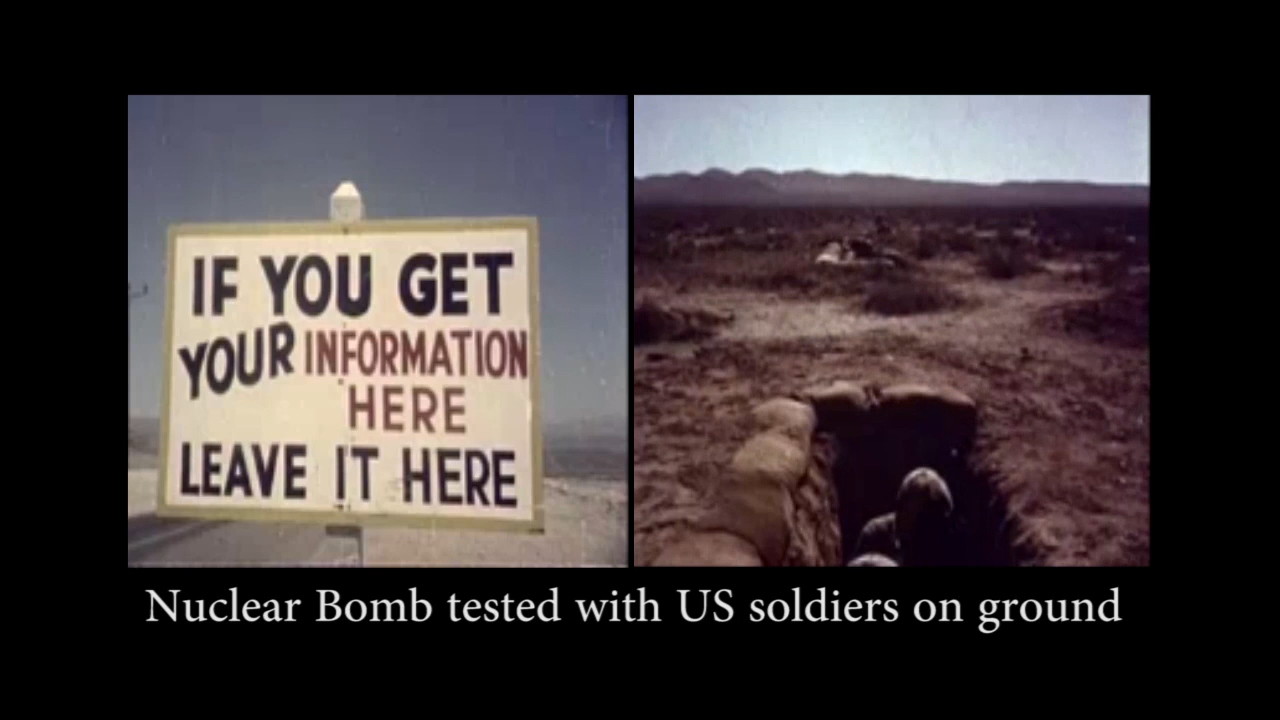 IF YOU GET
YOUR INFORMATION
HERE
LEAVE IT HERE
Nuclear Bomb tested with US soldiers on ground